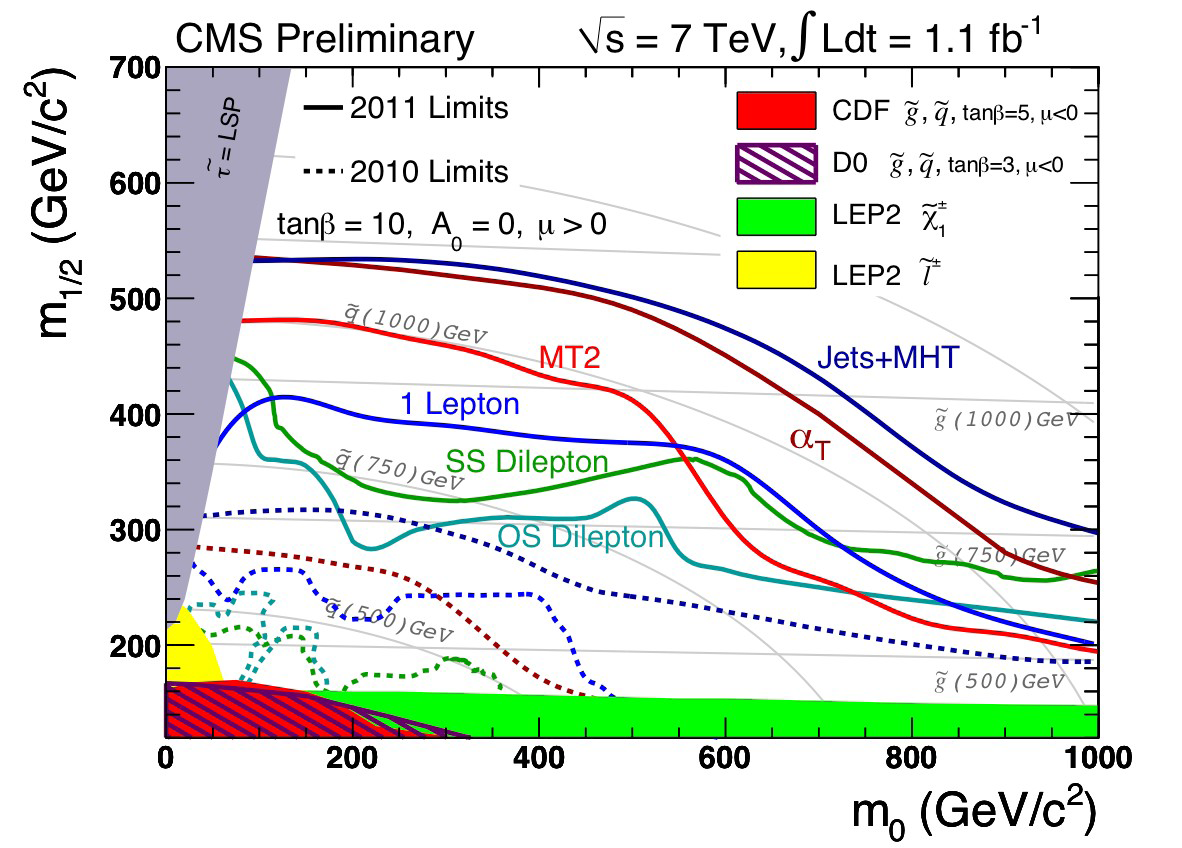 CMS Preliminary √s = 7 TeV, ∫ Ldt = 1.1 fb⁻¹
m₁/₂ (GeV/c²)
700
600
500
400
300
200
τ̃ = LSP
2011 Limits
2010 Limits
tanβ = 10, A₀ = 0, μ > 0
CDF g̃, q̃, tanβ=5, μ<0
D0 g̃, q̃, tanβ=3, μ<0
LEP2 χ̃₁±
LEP2 l̃±
q̃(1000)GeV
MT2
Jets+MHT
1 Lepton
g̃(1000)GeV
αT
q̃(750)GeV
SS Dilepton
OS Dilepton
g̃(750)GeV
q̃(500)GeV
g̃(500)GeV
0 200 400 600 800 1000
m₀ (GeV/c²)